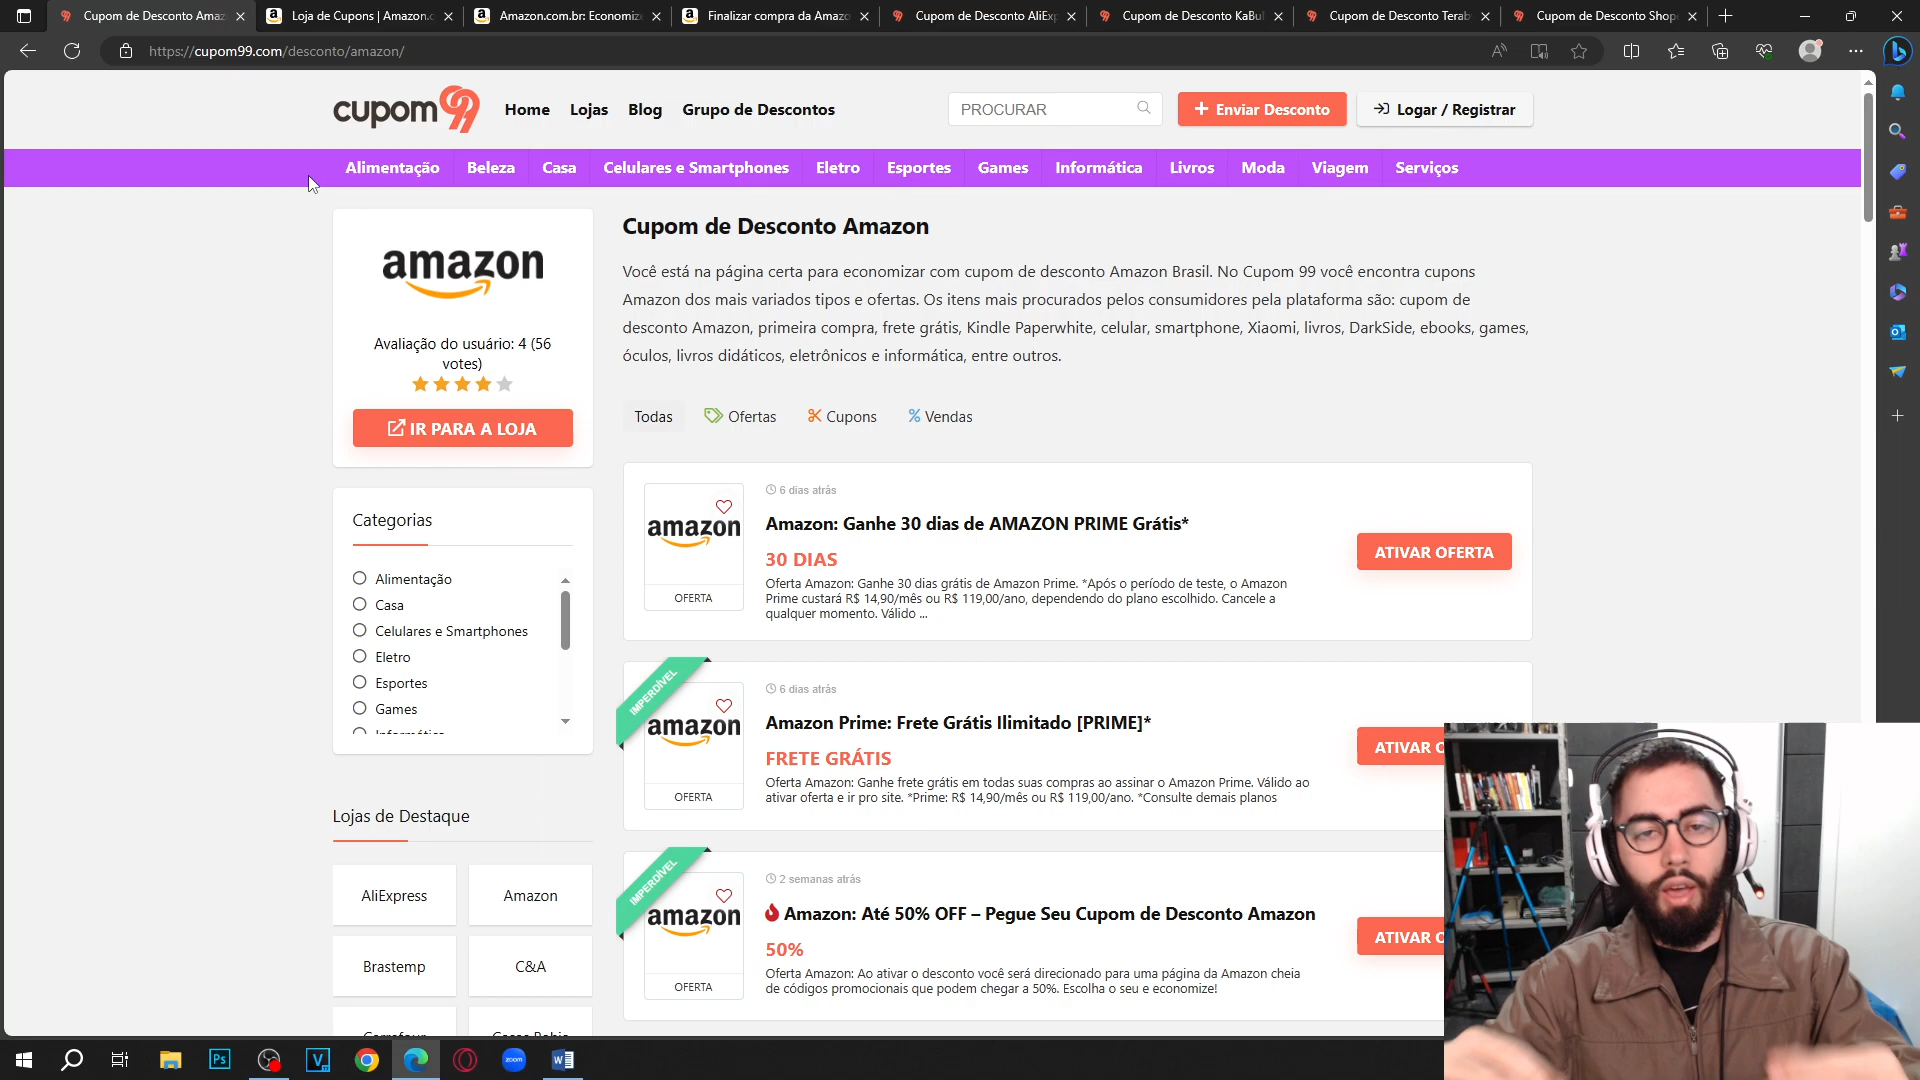 Cupom de Desconto Amaz
Loja de Cupons | Amazon.c
Amazon.com.br: Economiz
Finalizar compra da Amazo
Cupom de Desconto AliExp
Cupom de Desconto KaBu
Cupom de Desconto Terab
Cupom de Desconto Shop
https://cupom99.com/desconto/amazon/
cupom99
Home
Lojas
Blog
Grupo de Descontos
PROCURAR
Enviar Desconto
Logar / Registrar
Alimentação
Beleza
Casa
Celulares e Smartphones
Eletro
Esportes
Games
Informática
Livros
Moda
Viagem
Serviços
amazon
Avaliação do usuário: 4 (56
votes)
IR PARA A LOJA
Categorias
Alimentação
Casa
Celulares e Smartphones
Eletro
Esportes
Games
Lojas de Destaque
AliExpress
Amazon
Brastemp
C&A
Cupom de Desconto Amazon
Você está na página certa para economizar com cupom de desconto Amazon Brasil. No Cupom 99 você encontra cupons
Amazon dos mais variados tipos e ofertas. Os itens mais procurados pelos consumidores pela plataforma são: cupom de
desconto Amazon, primeira compra, frete grátis, Kindle Paperwhite, celular, smartphone, Xiaomi, livros, DarkSide, ebooks, games,
óculos, livros didáticos, eletrônicos e informática, entre outros.
Todas
Ofertas
Cupons
% Vendas
amazon
OFERTA
6 dias atrás
Amazon: Ganhe 30 dias de AMAZON PRIME Grátis*
30 DIAS
Oferta Amazon: Ganhe 30 dias grátis de Amazon Prime. *Após o período de teste, o Amazon
Prime custará R$ 14,90/mês ou R$ 119,00/ano, dependendo do plano escolhido. Cancele a
qualquer momento. Válido ...
ATIVAR OFERTA
IMPERDÍVEL
amazon
OFERTA
6 dias atrás
Amazon Prime: Frete Grátis Ilimitado [PRIME]*
FRETE GRÁTIS
Oferta Amazon: Ganhe frete grátis em todas suas compras ao assinar o Amazon Prime. Válido ao
ativar oferta e ir pro site. *Prime: R$ 14,90/mês ou R$ 119,00/ano. *Consulte demais planos
ATIVAR O
IMPERDÍVEL
amazon
OFERTA
2 semanas atrás
Amazon: Até 50% OFF – Pegue Seu Cupom de Desconto Amazon
50%
Oferta Amazon: Ao ativar o desconto você será direcionado para uma página da Amazon cheia
de códigos promocionais que podem chegar a 50%. Escolha o seu e economize!
ATIVAR O
Ps
V
zoom
W